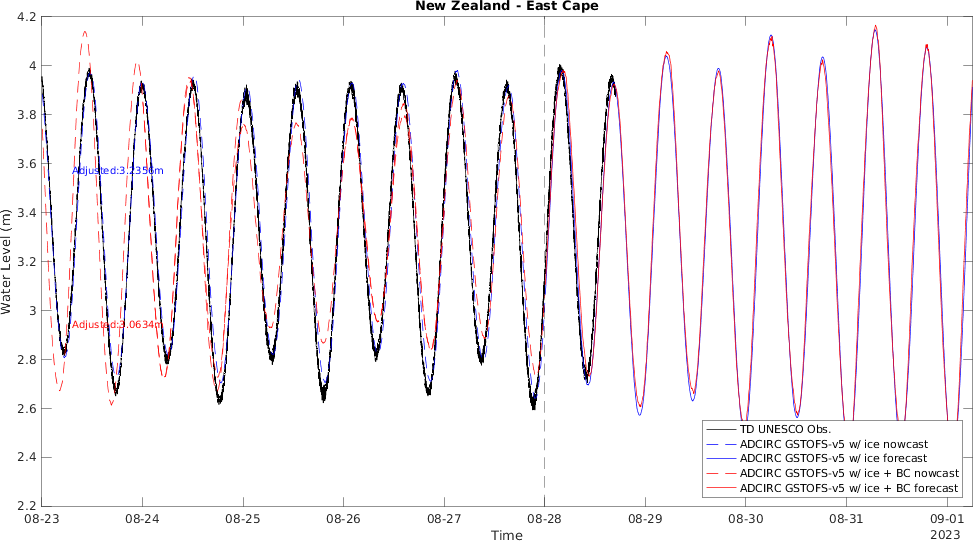 New Zealand - East Cape
4.2
4
3.8
3.6
3.4
3.2
3
2.8
2.6
2.4
2.2
Water Level (m)
Adjusted:3.2356m
Adjusted:3.0634m
TD UNESCO Obs.
ADCIRC GSTOFS-v5 w/ ice nowcast
ADCIRC GSTOFS-v5 w/ ice forecast
ADCIRC GSTOFS-v5 w/ ice + BC nowcast
ADCIRC GSTOFS-v5 w/ ice + BC forecast
08-23 08-24 08-25 08-26 08-27 08-28 08-29 08-30 08-31 09-01
2023
Time